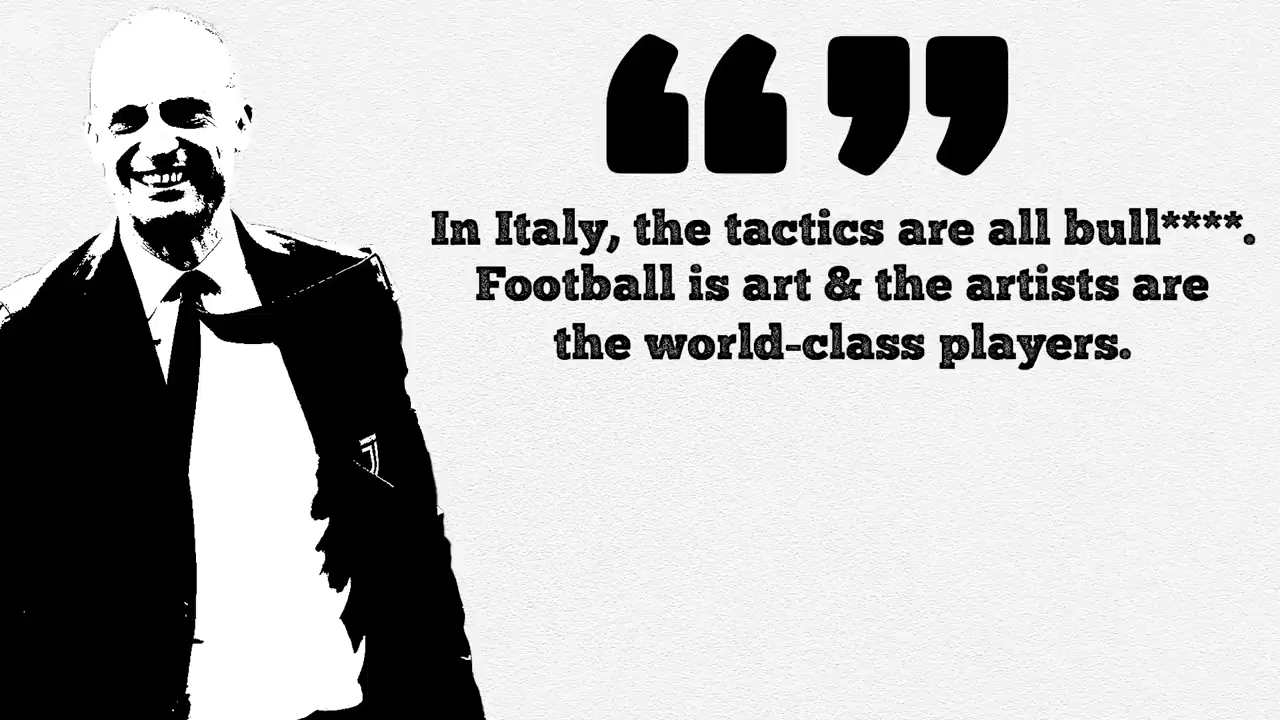 ❝ ❞
In Italy, the tactics are all bull****.
Football is art & the artists are
the world-class players.